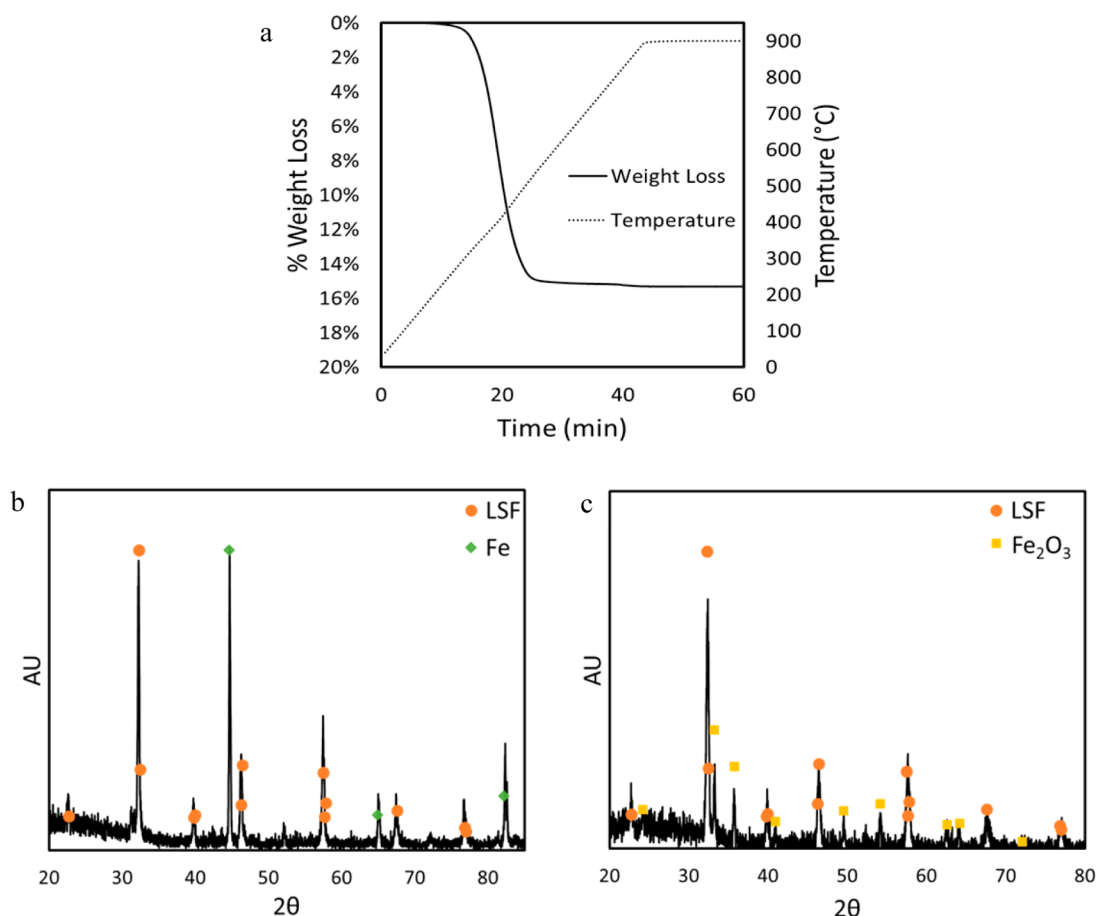 a
0%
2%
4%
6%
8%
10%
12%
14%
16%
18%
20%
% Weight Loss
900
800
700
600
500
400
300
200
100
0
Temperature (°C)
Weight Loss
Temperature
0 20 40 60
Time (min)
b
LSF
Fe
AU
20 30 40 50 60 70 80
2θ
c
LSF
Fe₂O₃
AU
20 30 40 50 60 70 80
2θ